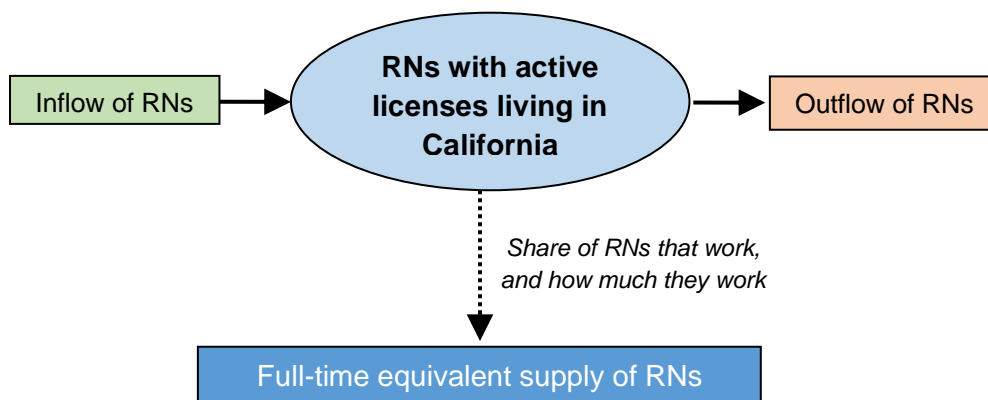 Inflow of RNs
RNs with active
licenses living in
California
Outflow of RNs
Share of RNs that work,
and how much they work
Full-time equivalent supply of RNs